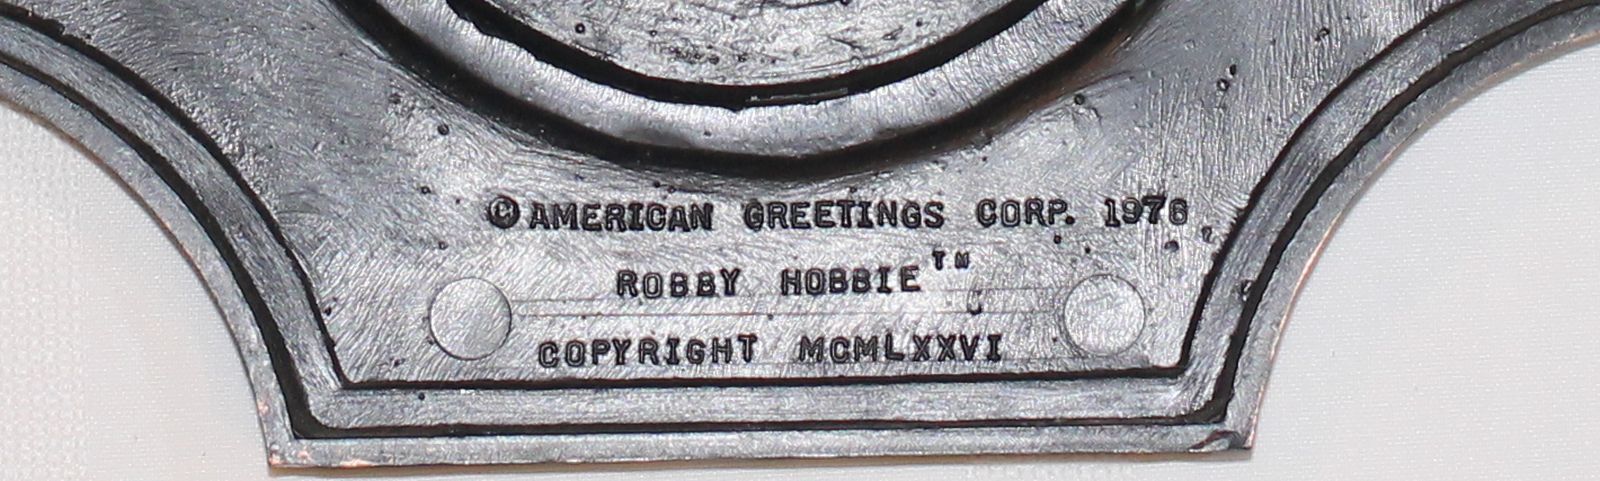 ©AMERICAN GREETINGS CORP. 1976
ROBBY HOBBIE™
COPYRIGHT MCMLXXVI